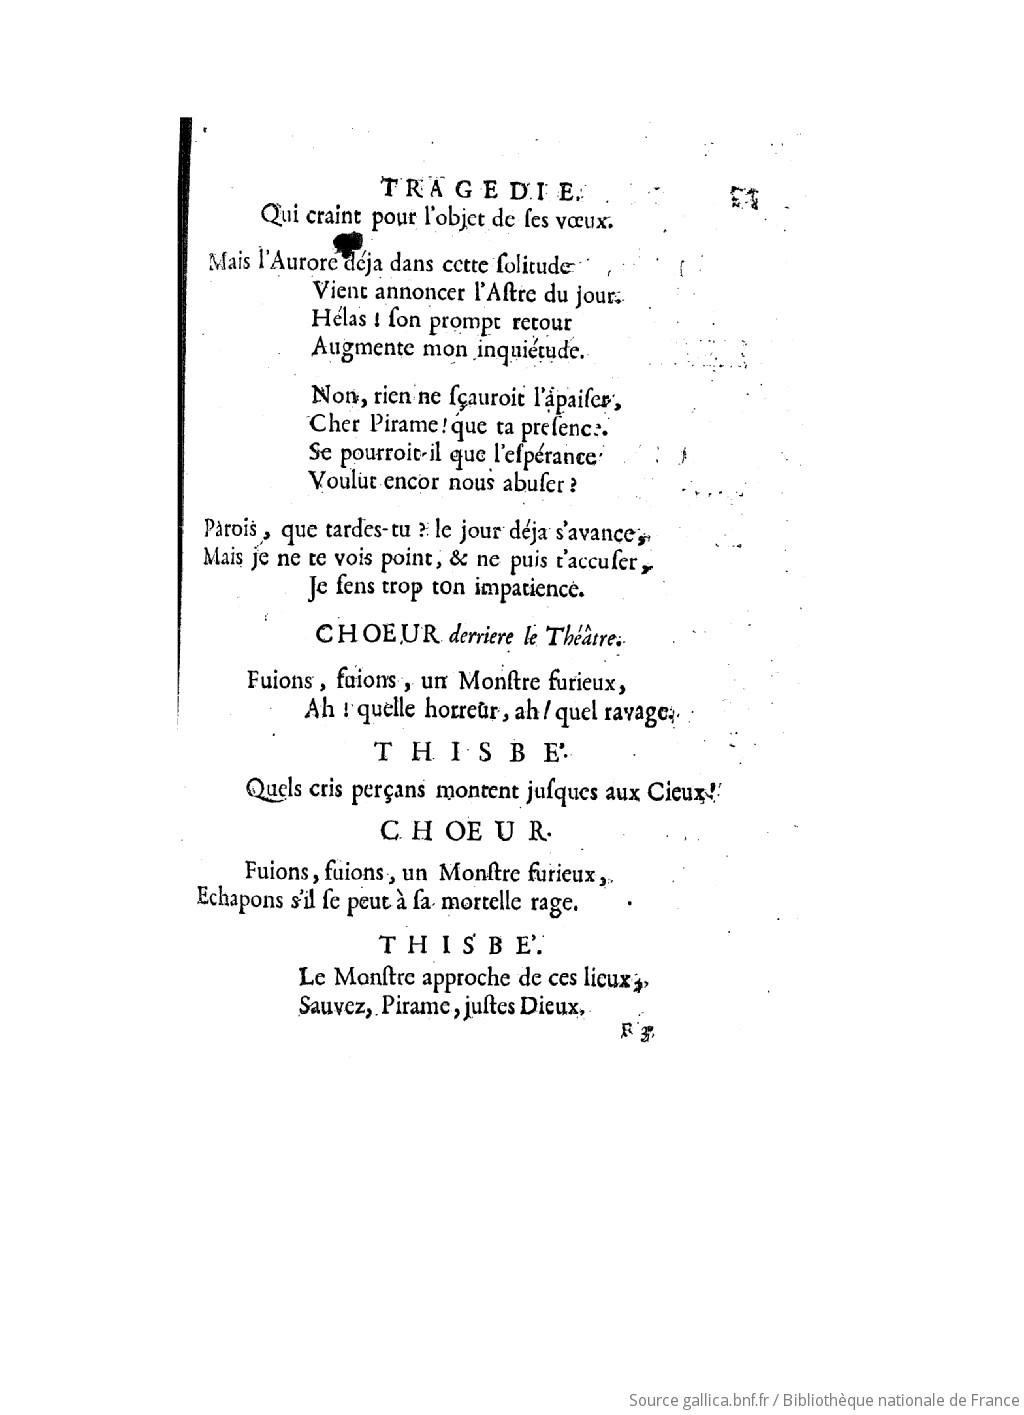 TRAGEDIE.
Qui craint pour l'objet de ſes vœux.
Mais l'Aurore déja dans cette ſolitude
Vient annoncer l'Aſtre du jour.
Hélas ! ſon prompt retour
Augmente mon inquiétude.
Non, rien ne ſçauroit l'apaiſer,
Cher Pirame ! que ta preſence.
Se pourroit-il que l'eſpérance
Voulut encor nous abuſer ?
Parois, que tardes-tu ? le jour déja s'avance,
Mais je ne te vois point, & ne puis t'accuſer,
Je ſens trop ton impatience.
CHOEUR derriere le Théâtre.
Fuions, fuions, un Monſtre furieux,
Ah ! quelle horreur, ah ! quel ravage.
THISBE'.
Quels cris perçans montent juſques aux Cieux !
CHOEUR.
Fuions, fuions, un Monſtre furieux,
Echapons s'il ſe peut à ſa mortelle rage.
THISBE'.
Le Monſtre approche de ces lieux,
Sauvez, Pirame, juſtes Dieux,
Source gallica.bnf.fr / Bibliothèque nationale de France